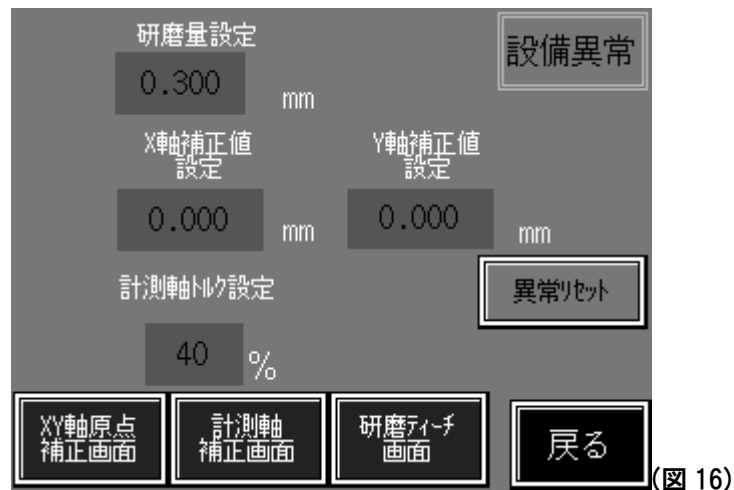 研磨量設定
設備異常
0.300 mm
X軸補正値
設定
Y軸補正値
設定
0.000 mm
0.000 mm
計測軸ﾄﾙｸ設定
異常ﾘｾｯﾄ
40 %
XY軸原点
補正画面
計測軸
補正画面
研磨ﾃｨｰﾁ
画面
戻る
(図 16)